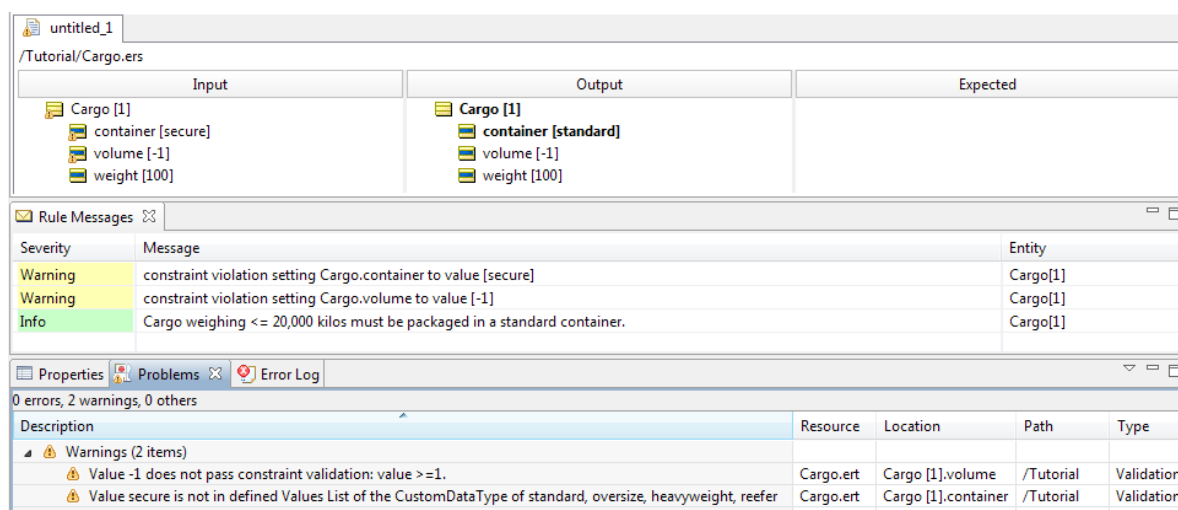 untitled_1
/Tutorial/Cargo.ers
Input Output Expected
Cargo [1] Cargo [1]
container [secure] container [standard]
volume [-1] volume [-1]
weight [100] weight [100]
Rule Messages
Severity Message Entity
Warning constraint violation setting Cargo.container to value [secure] Cargo[1]
Warning constraint violation setting Cargo.volume to value [-1] Cargo[1]
Info Cargo weighing <= 20,000 kilos must be packaged in a standard container. Cargo[1]
Properties Problems Error Log
0 errors, 2 warnings, 0 others
Description Resource Location Path Type
Warnings (2 items)
Value -1 does not pass constraint validation: value >=1. Cargo.ert Cargo [1].volume /Tutorial Validation
Value secure is not in defined Values List of the CustomDataType of standard, oversize, heavyweight, reefer Cargo.ert Cargo [1].container /Tutorial Validation